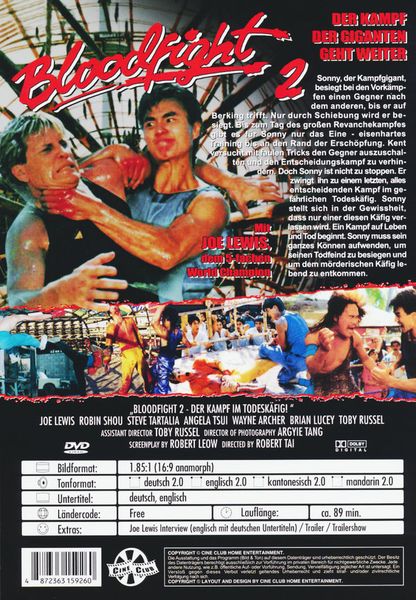 Bloodfight 2
DER KAMPF
DER GIGANTEN
GEHT WEITER
Sonny, der Kampfgigant,
besiegt bei den Vorkämp-
fen einen Gegner nach
dem anderen, bis er auf
Berking trifft. Nur durch Schiebung wird er be-
siegt. Bis zum Tag des großen Revanchekampfes
gibt es für Sonny nur das Eine - eisenhartes
Training bis an den Rand der Erschöpfung. Kent
versucht mit faulen Tricks den Gegner auszuschal-
ten und den Entscheidungskampf zu verhin-
dern. Doch Sonny ist nicht zu stoppen. Er
zwingt ihn zu einem letzten, alles
entscheidenden Kampf im ge-
fährlichen Todeskäfig. Sonny
stellt sich in der Gewissheit,
dass nur einer diesen Käfig ver-
lassen wird. Ein Kampf auf Leben
und Tod beginnt. Sonny muss sein
ganzes Können aufwenden, um
seinen Todfeind zu besiegen und
um dem mörderischen Käfig le-
bend zu entkommen.
Mit
JOE LEWIS,
dem 5-fachen
World Champion
„BLOODFIGHT 2 - DER KAMPF IM TODESKÄFIG! "
JOE LEWIS ROBIN SHOU STEVE TARTALIA ANGELA TSUI WAYNE ARCHER BRIAN LUCEY TOBY RUSSEL
ASSISTANT DIRECTOR TOBY RUSSEL DIRECTOR OF PHOTOGRAPHY ARGYIE TANG
SCREENPLAY BY ROBERT LEOW DIRECTED BY ROBERT TAI
DVD
DOLBY
DIGITAL
Bildformat: 1.85:1 (16:9 anamorph)
Tonformat: deutsch 2.0 englisch 2.0 kantonesisch 2.0 mandarin 2.0
Untertitel: deutsch, englisch
Ländercode: Free Lauflänge: ca. 89 min.
Extras: Joe Lewis Interview (englisch mit deutschen Untertiteln) / Trailer / Trailershow
4 872363 159260
CINE CLUB
COPYRIGHT © CINE CLUB HOME ENTERTAINMENT.
COPYRIGHT © LAYOUT AND DESIGN BY CINE CLUB HOME ENTERTAINMENT.